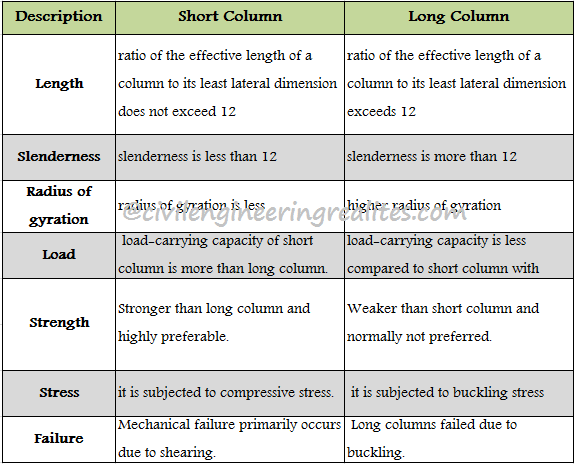 Description Short Column Long Column
Length
ratio of the effective length of a
column to its least lateral dimension
does not exceed 12
ratio of the effective length of a
column to its least lateral dimension
exceeds 12
Slenderness slenderness is less than 12 slenderness is more than 12
Radius of
gyration
radius of gyration is less
higher radius of gyration
@civilengineeringrealites.com
Load
load-carrying capacity of short
column is more than long column.
load-carrying capacity is less
compared to short column with
Strength
Stronger than long column and
highly preferable.
Weaker than short column and
normally not preferred.
Stress it is subjected to compressive stress. it is subjected to buckling stress
Failure
Mechanical failure primarily occurs
due to shearing.
Long columns failed due to
buckling.